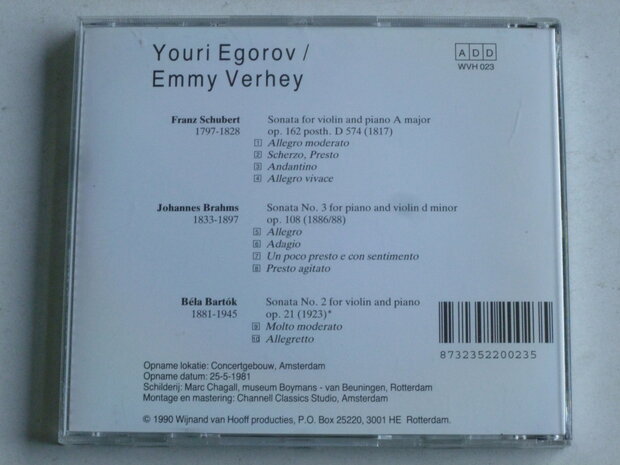 Youri Egorov /
Emmy Verhey
A D D
WVH 023
Franz Schubert Sonata for violin and piano A major
1797-1828 op. 162 posth. D 574 (1817)
1 Allegro moderato
2 Scherzo, Presto
3 Andantino
4 Allegro vivace
Johannes Brahms Sonata No. 3 for piano and violin d minor
1833-1897 op. 108 (1886/88)
5 Allegro
6 Adagio
7 Un poco presto e con sentimento
8 Presto agitato
Béla Bartók Sonata No. 2 for violin and piano
1881-1945 op. 21 (1923)*
9 Molto moderato
10 Allegretto
8732352200235
Opname lokatie: Concertgebouw, Amsterdam
Opname datum: 25-5-1981
Schilderij: Marc Chagall, museum Boymans - van Beuningen, Rotterdam
Montage en mastering: Channell Classics Studio, Amsterdam
© 1990 Wijnand van Hooff producties, P.O. Box 25220, 3001 HE Rotterdam.